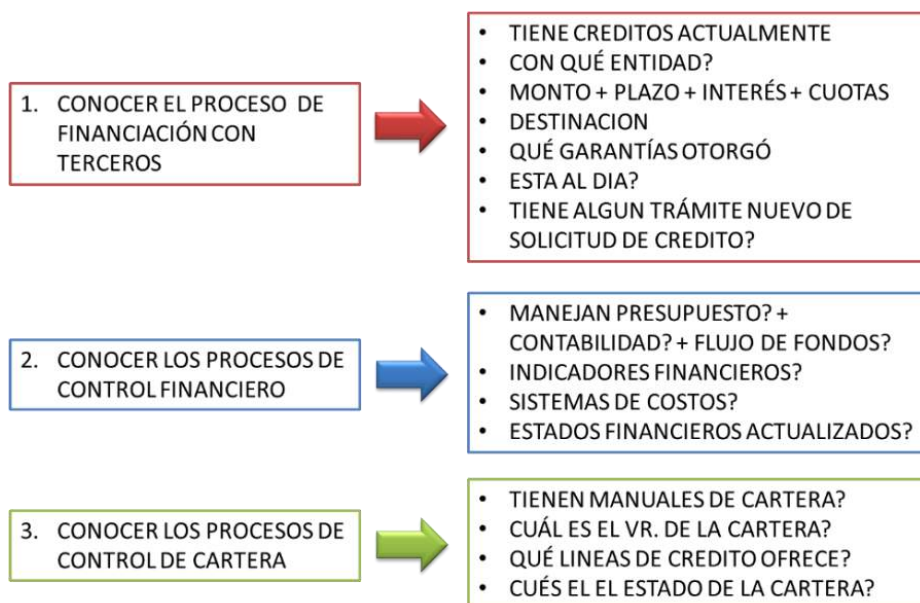 1. CONOCER EL PROCESO DE
FINANCIACIÓN CON
TERCEROS
• TIENE CREDITOS ACTUALMENTE
• CON QUÉ ENTIDAD?
• MONTO + PLAZO + INTERÉS + CUOTAS
• DESTINACION
• QUÉ GARANTÍAS OTORGÓ
• ESTA AL DIA?
• TIENE ALGUN TRÁMITE NUEVO DE
SOLICITUD DE CREDITO?
2. CONOCER LOS PROCESOS DE
CONTROL FINANCIERO
• MANEJAN PRESUPUESTO? +
CONTABILIDAD? + FLUJO DE FONDOS?
• INDICADORES FINANCIEROS?
• SISTEMAS DE COSTOS?
• ESTADOS FINANCIEROS ACTUALIZADOS?
3. CONOCER LOS PROCESOS DE
CONTROL DE CARTERA
• TIENEN MANUALES DE CARTERA?
• CUÁL ES EL VR. DE LA CARTERA?
• QUÉ LINEAS DE CREDITO OFRECE?
• CUÉS EL EL ESTADO DE LA CARTERA?